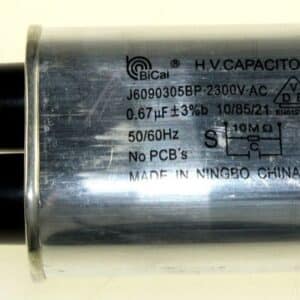 BiCai
H.V.CAPACITO
J6090305BP-2300V·AC
0.67µF±3%b 10/85/21
50/60Hz
S
10MΩ
No PCB's
MADE IN NINGBO CHINA
V
D E